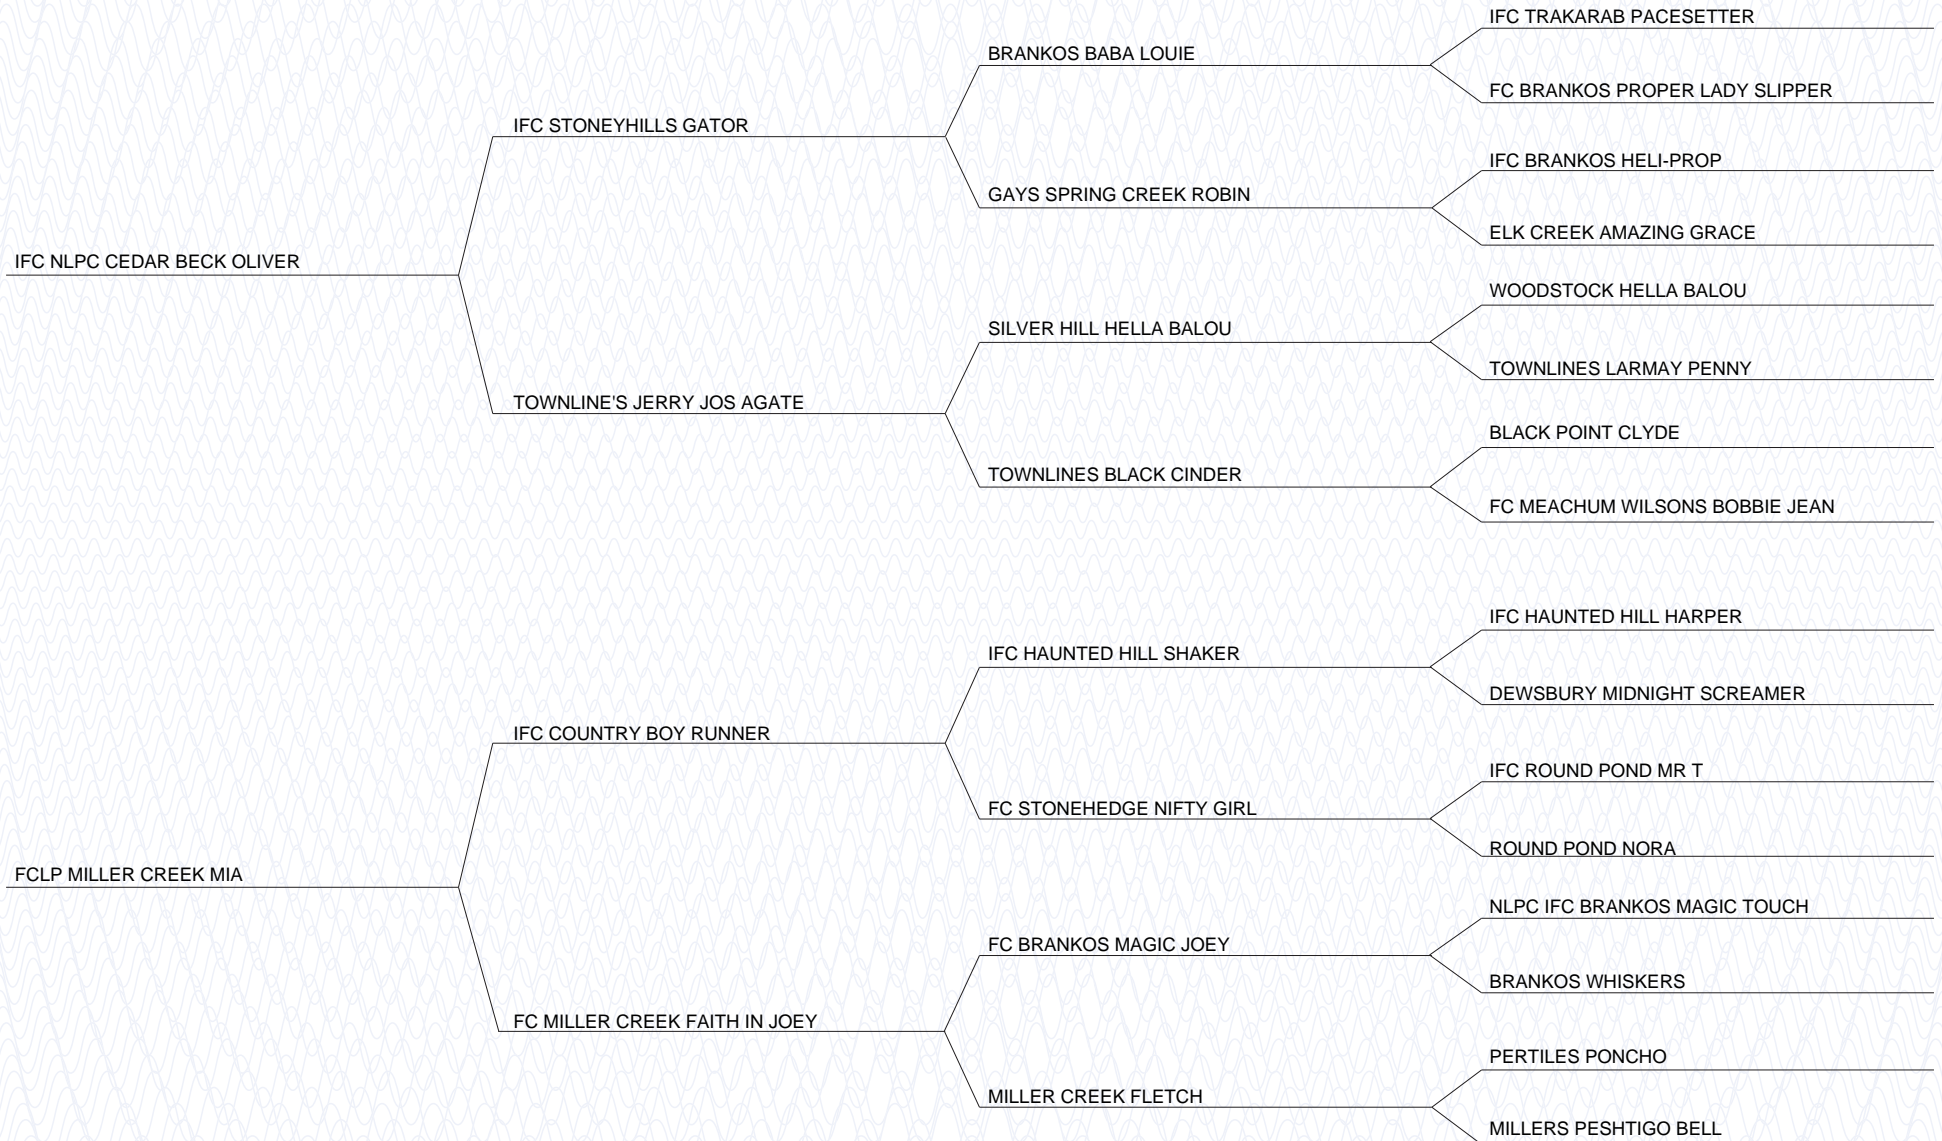 IFC TRAKARAB PACESETTER
BRANKOS BABA LOUIE
FC BRANKOS PROPER LADY SLIPPER
IFC STONEYHILLS GATOR
IFC BRANKOS HELI-PROP
GAYS SPRING CREEK ROBIN
ELK CREEK AMAZING GRACE
IFC NLPC CEDAR BECK OLIVER
WOODSTOCK HELLA BALOU
SILVER HILL HELLA BALOU
TOWNLINES LARMAY PENNY
TOWNLINE'S JERRY JOS AGATE
BLACK POINT CLYDE
TOWNLINES BLACK CINDER
FC MEACHUM WILSONS BOBBIE JEAN
IFC HAUNTED HILL HARPER
IFC HAUNTED HILL SHAKER
DEWSBURY MIDNIGHT SCREAMER
IFC COUNTRY BOY RUNNER
IFC ROUND POND MR T
FC STONEHEDGE NIFTY GIRL
ROUND POND NORA
FCLP MILLER CREEK MIA
NLPC IFC BRANKOS MAGIC TOUCH
FC BRANKOS MAGIC JOEY
BRANKOS WHISKERS
FC MILLER CREEK FAITH IN JOEY
PERTILES PONCHO
MILLER CREEK FLETCH
MILLERS PESHTIGO BELL